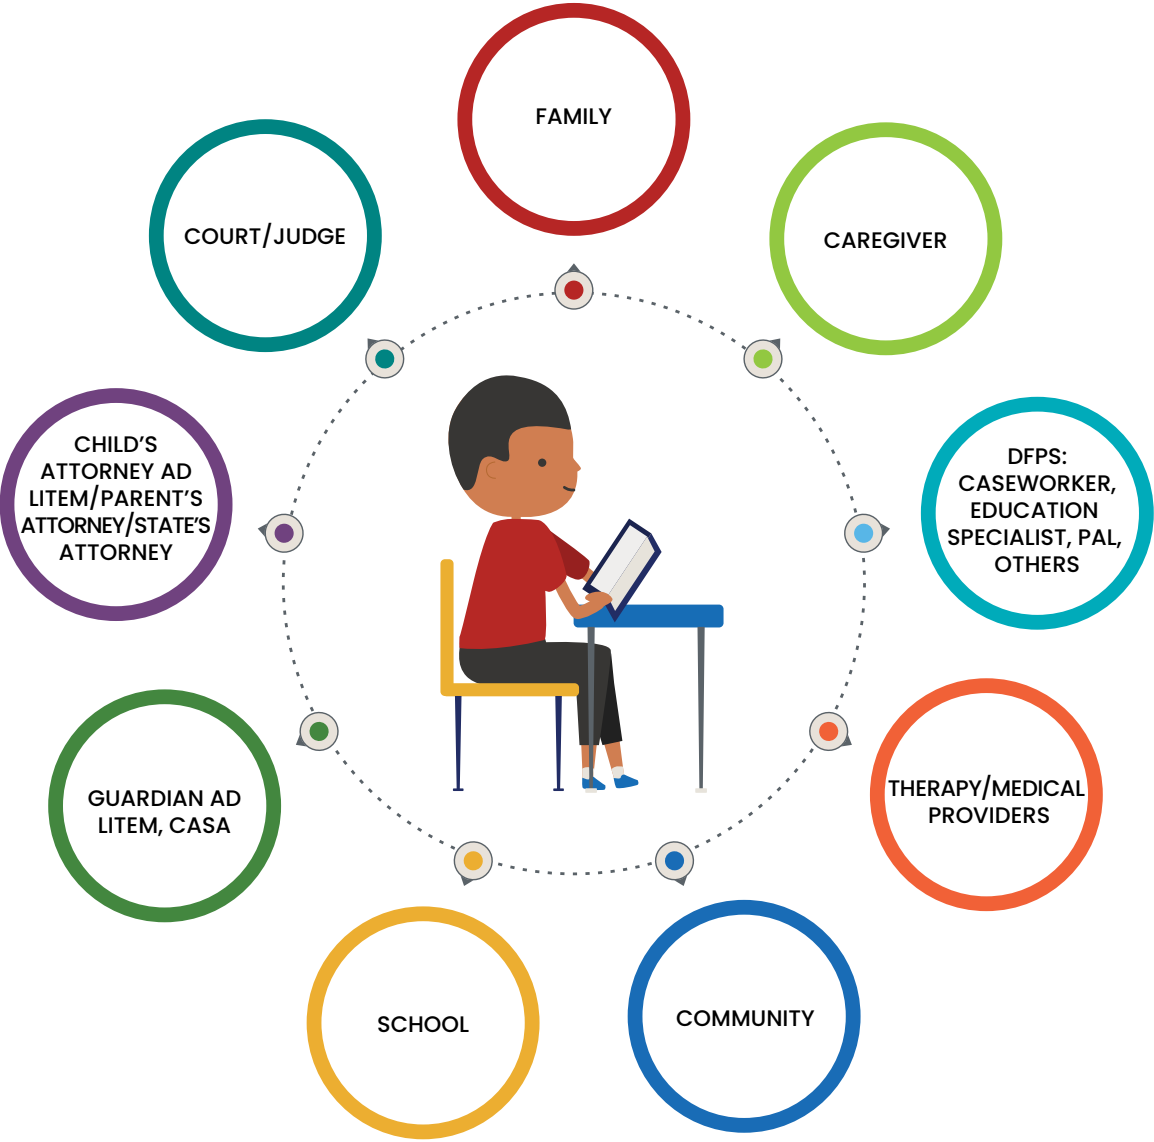 FAMILY
COURT/JUDGE
CAREGIVER
CHILD'S
ATTORNEY AD
LITEM/PARENT'S
ATTORNEY/STATE'S
ATTORNEY
DFPS:
CASEWORKER,
EDUCATION
SPECIALIST, PAL,
OTHERS
GUARDIAN AD
LITEM, CASA
THERAPY/MEDICAL
PROVIDERS
SCHOOL
COMMUNITY